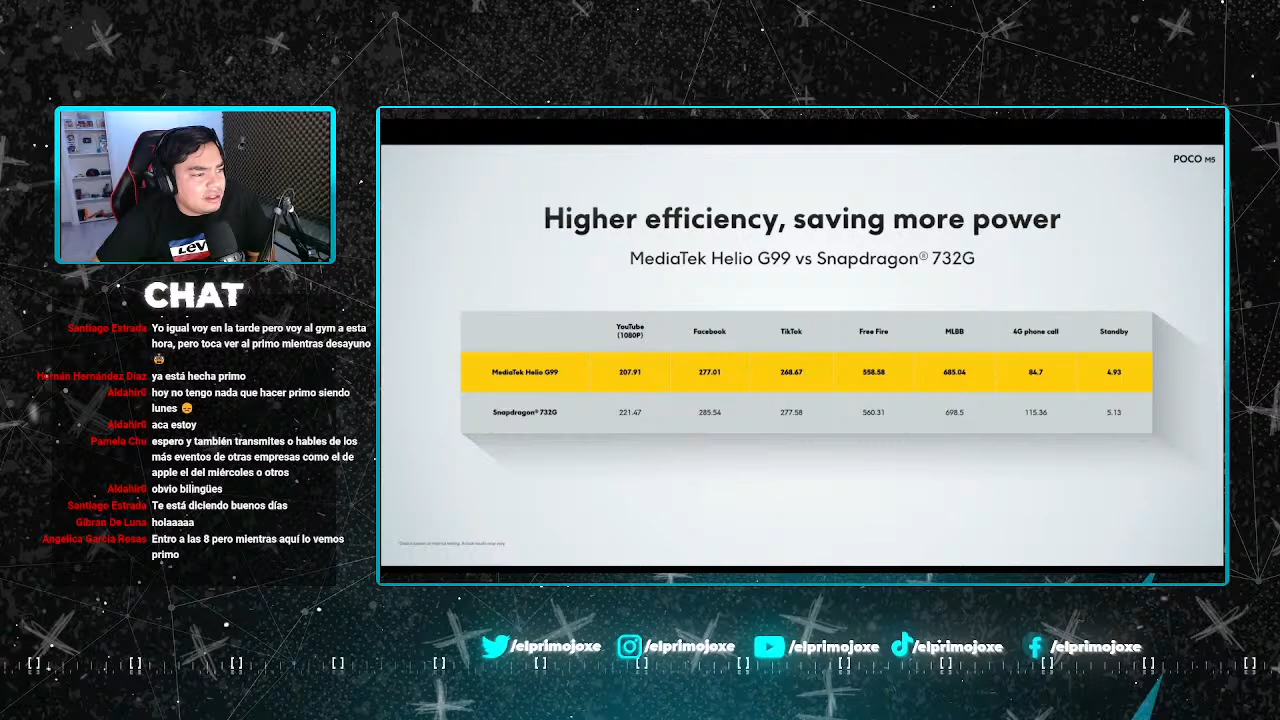 POCO M5
Higher efficiency, saving more power
MediaTek Helio G99 vs Snapdragon® 732G
YouTube (1080P) Facebook TikTok Free Fire MLBB 4G phone call Standby
MediaTek Helio G99 207.91 277.01 268.67 558.58 685.04 84.7 4.93
Snapdragon® 732G 221.47 285.54 277.58 560.31 698.5 115.36 5.13
LEV
CHAT
Santiago Estrada Yo igual voy en la tarde pero voy al gym a esta
hora, pero toca ver al primo mientras desayuno
Hernán Hernández Díaz ya está hecha primo
Aldahir0 hoy no tengo nada que hacer primo siendo
lunes 😔
Aldahir0 aca estoy
Pamela Chu espero y también transmites o hables de los
más eventos de otras empresas como el de
apple el del miércoles o otros
Aldahir0 obvio bilingües
Santiago Estrada Te está diciendo buenos días
Gibran De Luna holaaaaa
Angelica Garcia Rosas Entro a las 8 pero mientras aquí lo vemos
primo
/elprimojoxe /elprimojoxe /elprimojoxe /elprimojoxe /elprimojoxe